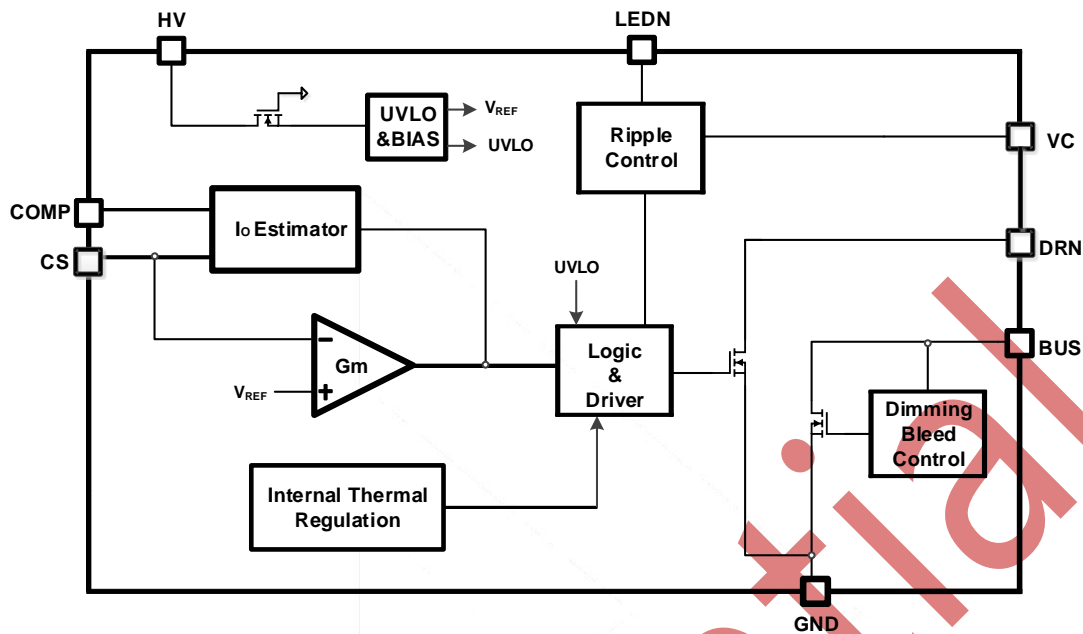 HV
LEDN
UVLO
&BIAS
VREF
UVLO
Ripple
Control
VC
COMP
CS
Io Estimator
DRN
UVLO
BUS
Gm
VREF
Logic
&
Driver
Dimming
Bleed
Control
Internal Thermal
Regulation
GND